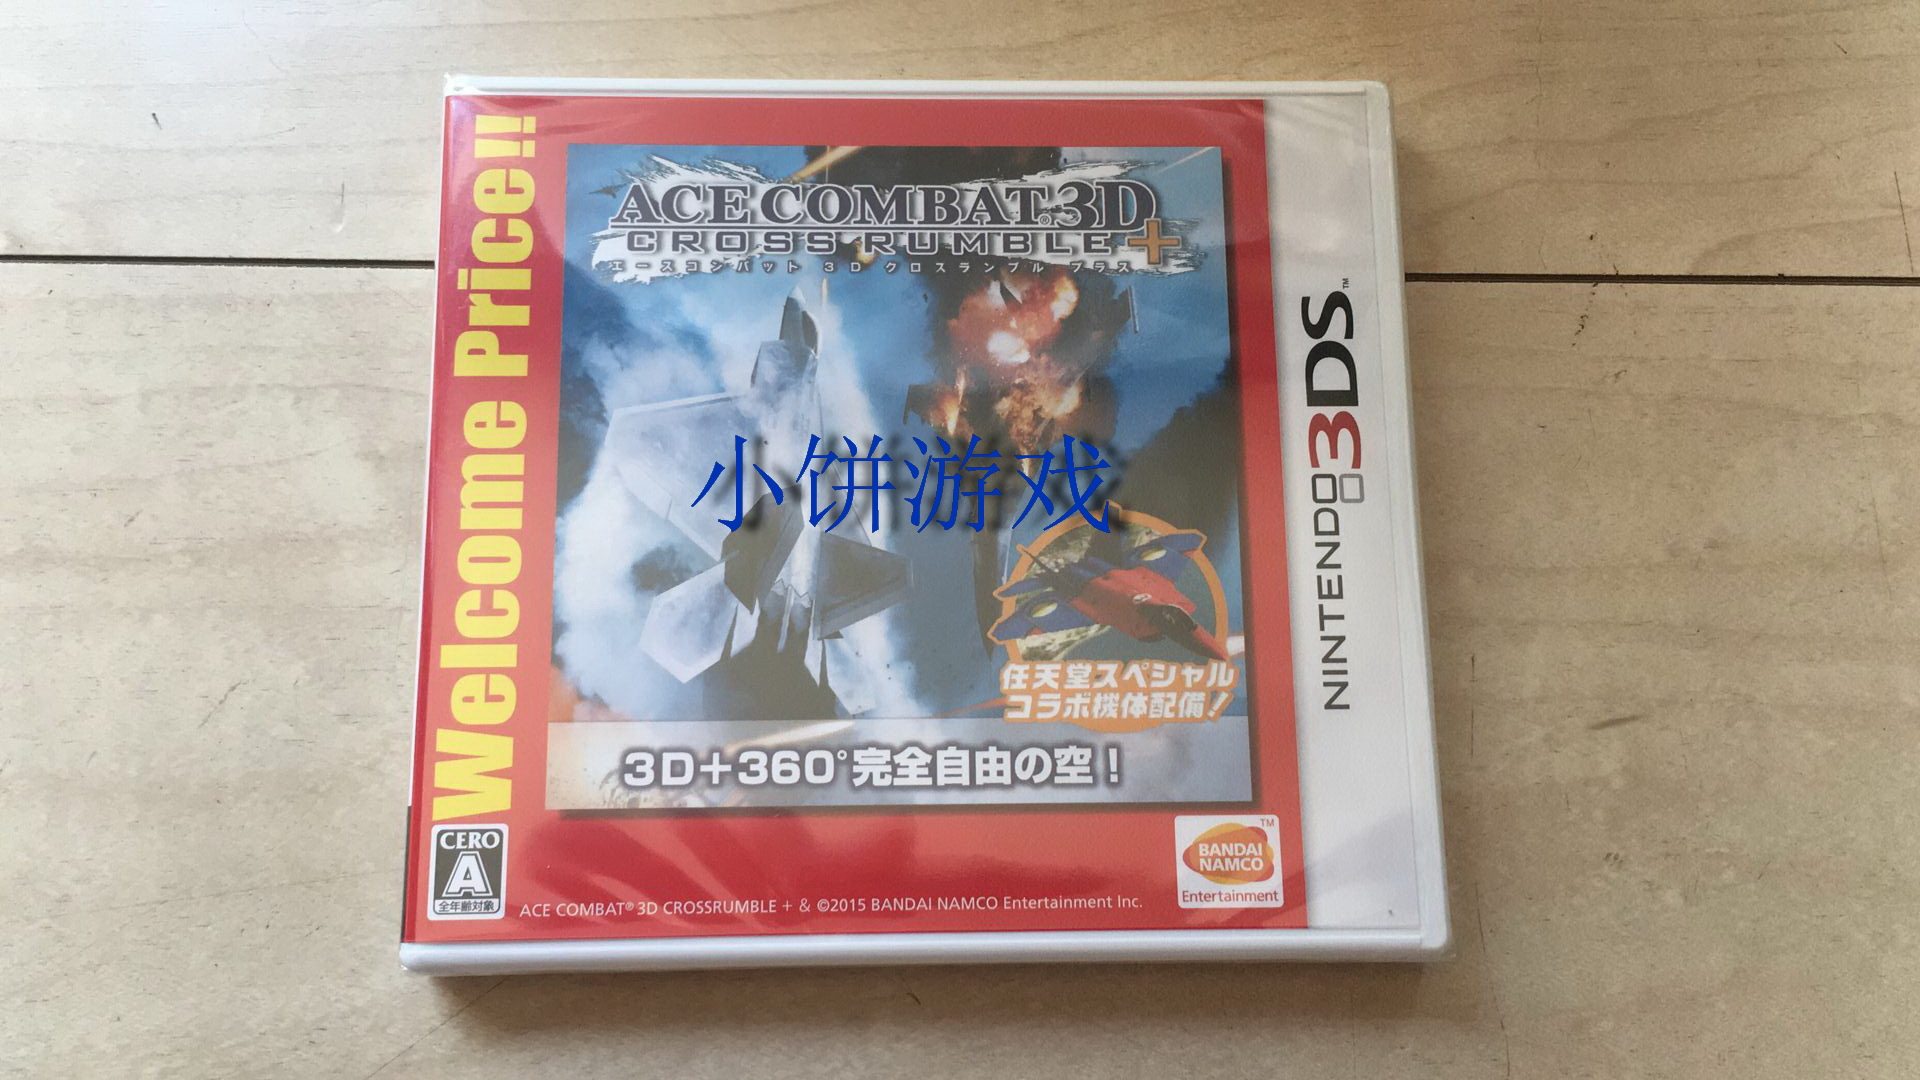 Welcome Price!!
ACE COMBAT® 3D
CROSS RUMBLE +
エースコンバット 3D クロスランブル プラス
小饼游戏
任天堂スペシャル
コラボ機体配備！
3D+360°完全自由の空！
NINTENDO 3DS™
CERO
A
全年齢対象
ACE COMBAT® 3D CROSSRUMBLE + & ©2015 BANDAI NAMCO Entertainment Inc.
TM
BANDAI
NAMCO
Entertainment